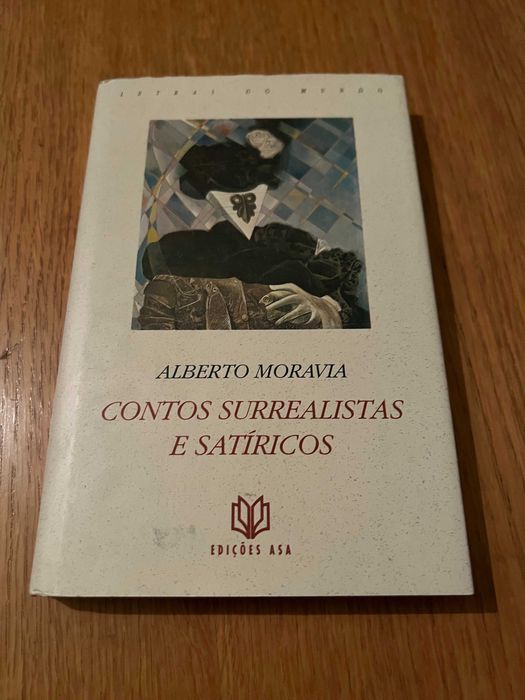 LETRAS DO MUNDO
ALBERTO MORAVIA
CONTOS SURREALISTAS
E SATÍRICOS
EDIÇÕES ASA